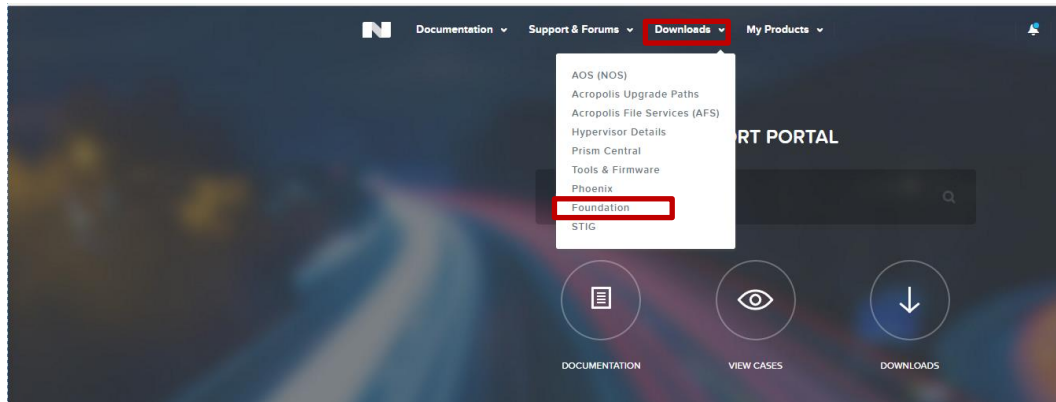 Documentation Support & Forums Downloads My Products
AOS (NOS)
Acropolis Upgrade Paths
Acropolis File Services (AFS)
Hypervisor Details
Prism Central
Tools & Firmware
Phoenix
Foundation
STIG
RT PORTAL
DOCUMENTATION VIEW CASES DOWNLOADS